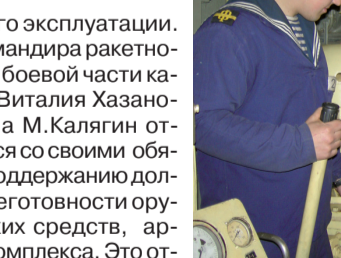 го эксплуатации.
мандира ракетно-
боевой части ка-
Виталия Хазано-
а М.Калягин от-
ся со своими обя-
оддержанию дол-
еготовности ору-
ких средств, ар-
омплекса. Это от-